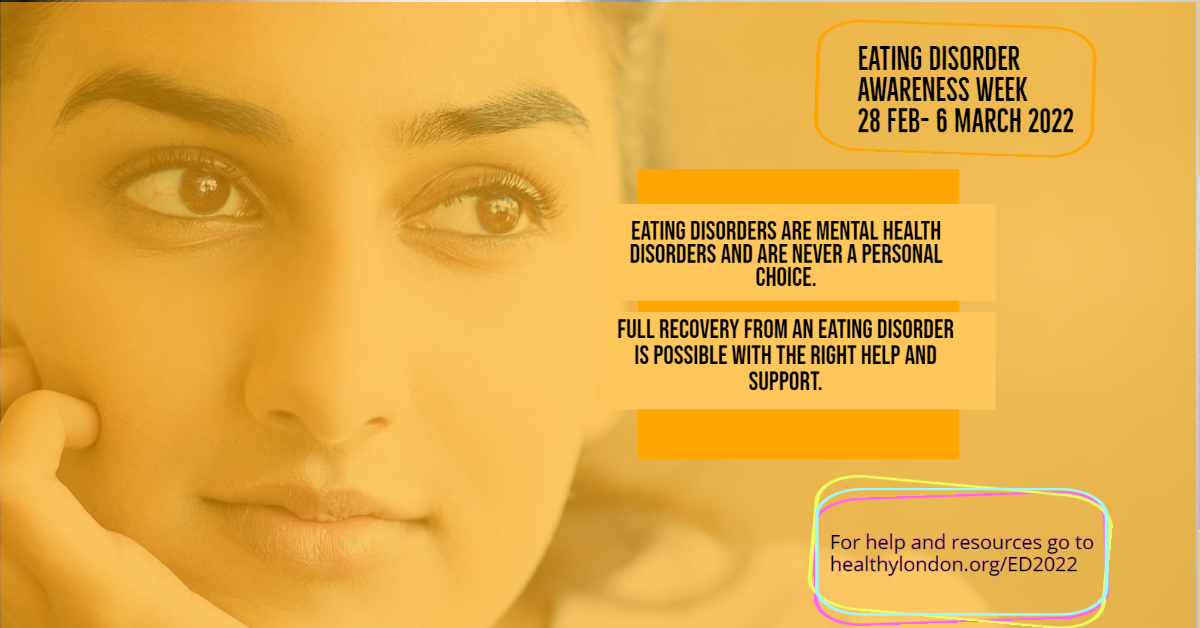 EATING DISORDER
AWARENESS WEEK
28 FEB- 6 MARCH 2022
EATING DISORDERS ARE MENTAL HEALTH
DISORDERS AND ARE NEVER A PERSONAL
CHOICE.
FULL RECOVERY FROM AN EATING DISORDER
IS POSSIBLE WITH THE RIGHT HELP AND
SUPPORT.
For help and resources go to
healthylondon.org/ED2022